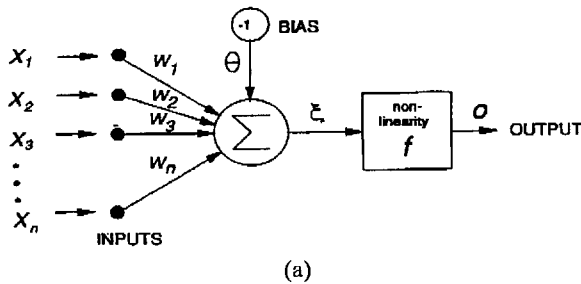 -1 BIAS
X1 W1 θ
X2 W2
X3 W3 Σ ξ non-linearity f O OUTPUT
Xn Wn
INPUTS
(a)